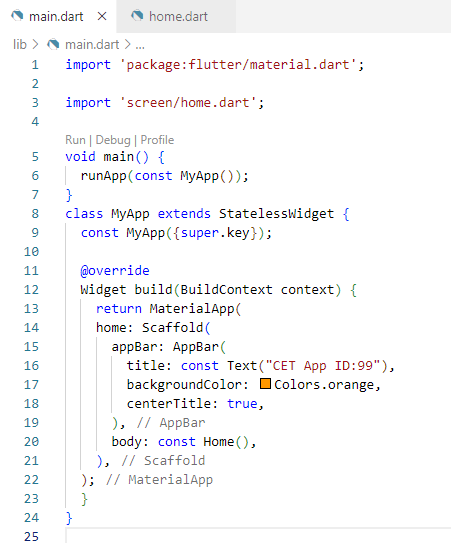 main.dart
home.dart
lib > main.dart > ...
1 import 'package:flutter/material.dart';
2
3 import 'screen/home.dart';
4
Run | Debug | Profile
5 void main() {
6   runApp(const MyApp());
7 }
8 class MyApp extends StatelessWidget {
9   const MyApp({super.key});
10
11   @override
12   Widget build(BuildContext context) {
13     return MaterialApp(
14     home: Scaffold(
15       appBar: AppBar(
16         title: const Text("CET App ID:99"),
17         backgroundColor: Colors.orange,
18         centerTitle: true,
19       ), // AppBar
20       body: const Home(),
21     ), // Scaffold
22   ); // MaterialApp
23   }
24 }
25